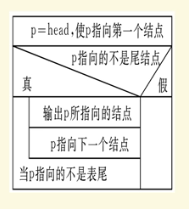 p=head,使p指向第一个结点
p指向的不是尾结点
真
假
输出p所指向的结点
p指向下一个结点
当p指向的不是表尾